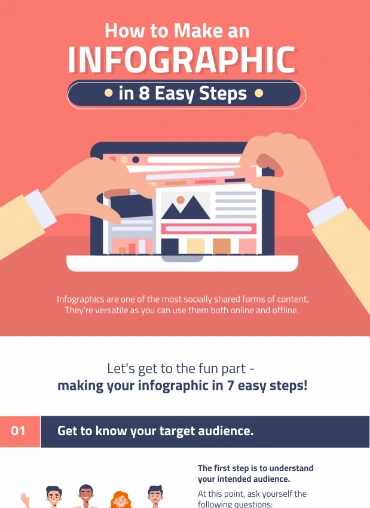 How to Make an
INFOGRAPHIC
in 8 Easy Steps
Infographics are one of the most socially shared forms of content.
They're versatile as you can use them both online and offline.
Let's get to the fun part -
making your infographic in 7 easy steps!
01 Get to know your target audience.
The first step is to understand
your intended audience.
At this point, ask yourself the
following questions: